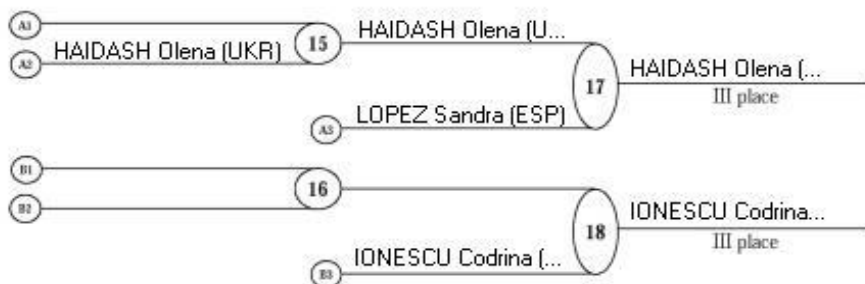 A1
HAIDASH Olena (U...
15
A2
HAIDASH Olena (UKR)
HAIDASH Olena (...
17
III place
LOPEZ Sandra (ESP)
A3
B1
16
B2
IONESCU Codrina...
18
III place
IONESCU Codrina (...
B3